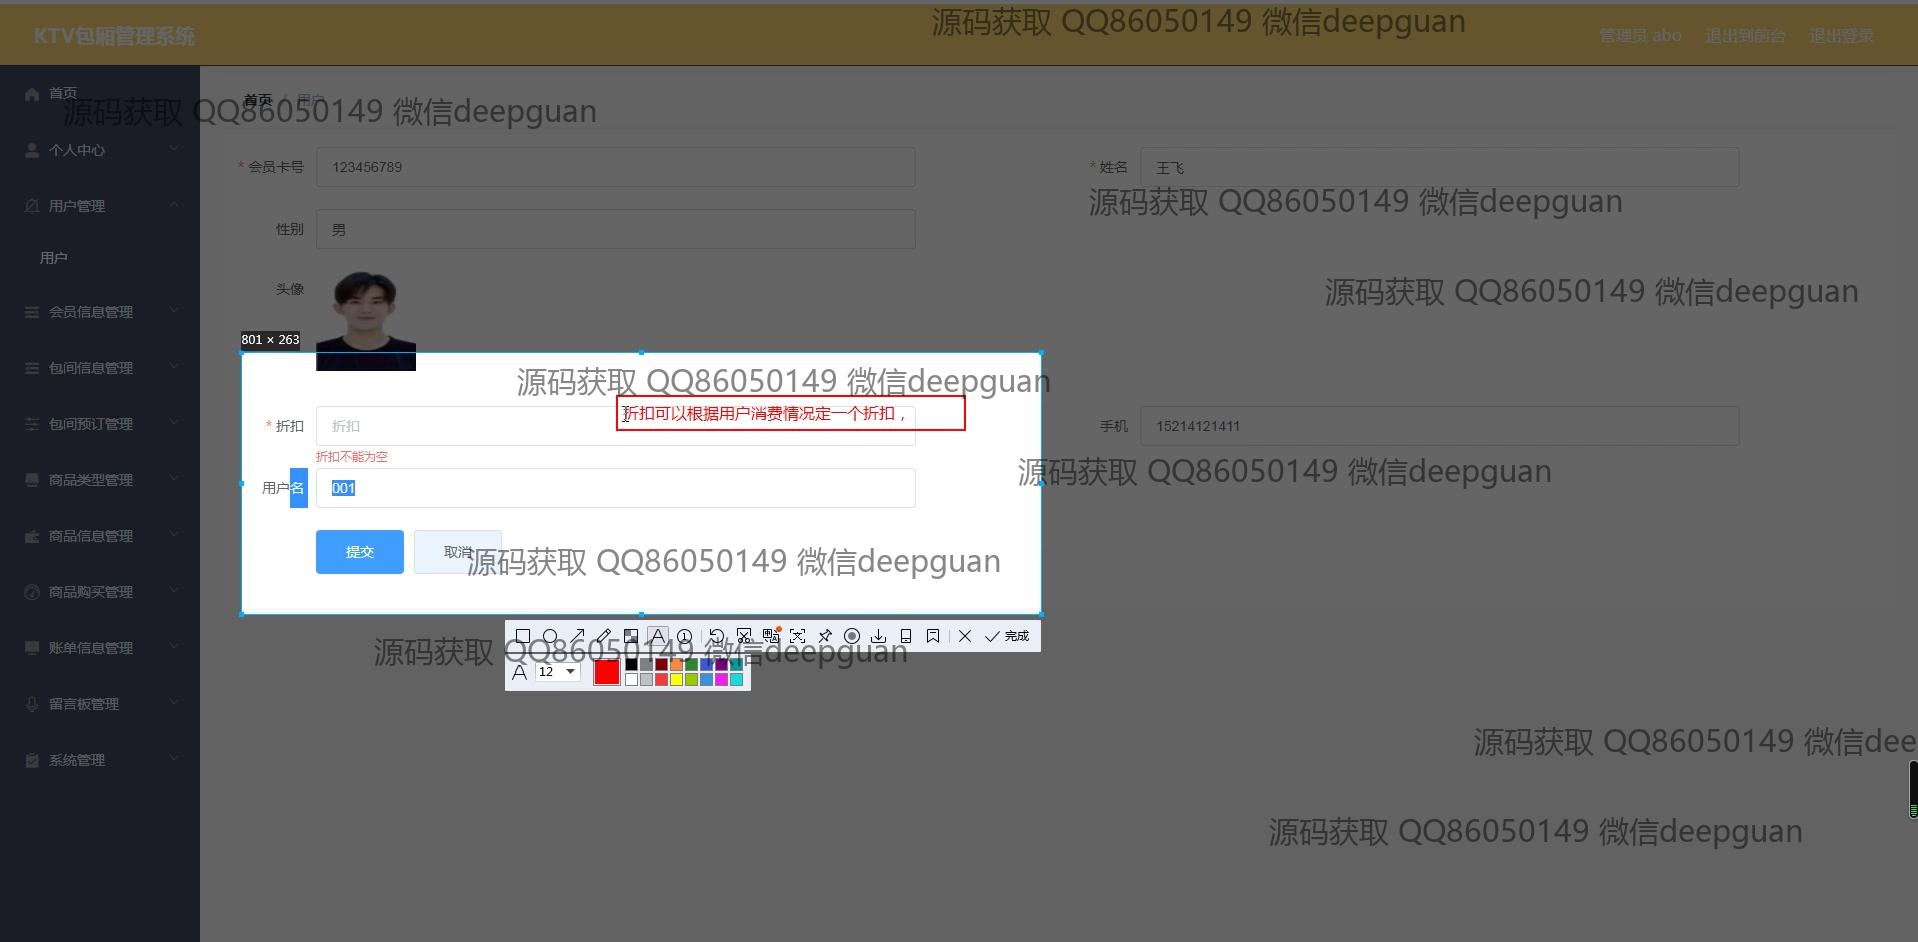 源码获取 QQ86050149 微信deepguan
KTV包厢管理系统
管理员 abo
退出到前台
退出登录
首页
首页 / 用户
源码获取 QQ86050149 微信deepguan
个人中心
* 会员卡号
123456789
* 姓名
王飞
源码获取 QQ86050149 微信deepguan
用户管理
性别
男
用户
头像
源码获取 QQ86050149 微信deepguan
会员信息管理
801 × 263
包间信息管理
源码获取 QQ86050149 微信deepguan
折扣可以根据用户消费情况定一个折扣，
包间预订管理
* 折扣
折扣
手机
15214121411
折扣不能为空
源码获取 QQ86050149 微信deepguan
商品类型管理
用户名
001
商品信息管理
提交
取消
源码获取 QQ86050149 微信deepguan
商品购买管理
完成
账单信息管理
源码获取 QQ86050149 微信deepguan
A
12
留言板管理
源码获取 QQ86050149 微信dee
系统管理
源码获取 QQ86050149 微信deepguan